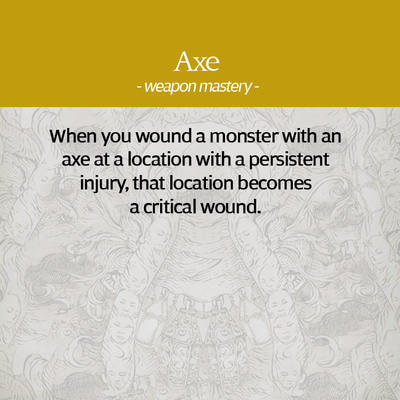 Axe
- weapon mastery -
When you wound a monster with an
axe at a location with a persistent
injury, that location becomes
a critical wound.